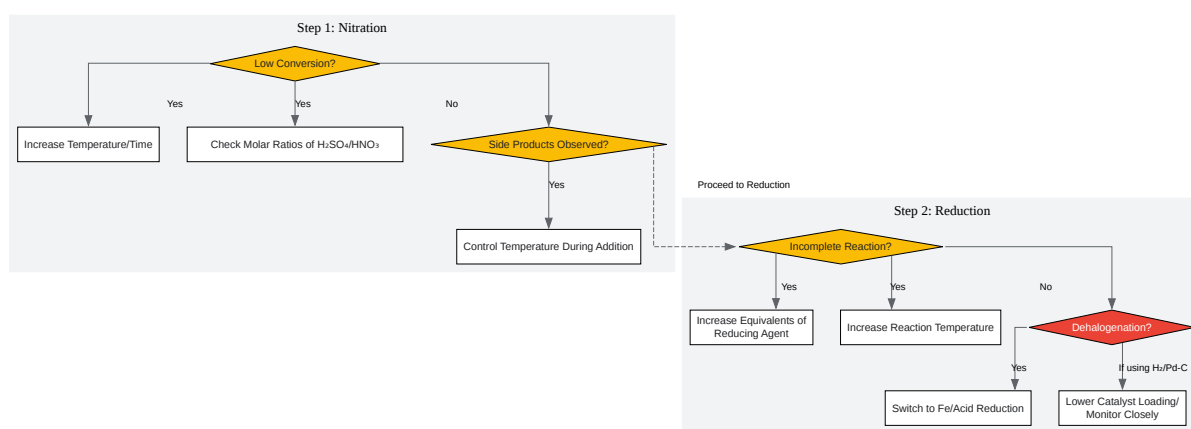 Step 1: Nitration
Low Conversion?
Yes
Yes
No
Increase Temperature/Time
Check Molar Ratios of H₂SO₄/HNO₃
Side Products Observed?
Yes
Control Temperature During Addition
Proceed to Reduction
Step 2: Reduction
Incomplete Reaction?
Yes
Yes
No
Increase Equivalents of
Reducing Agent
Increase Reaction Temperature
Dehalogenation?
Yes
If using H₂/Pd-C
Switch to Fe/Acid Reduction
Lower Catalyst Loading/
Monitor Closely